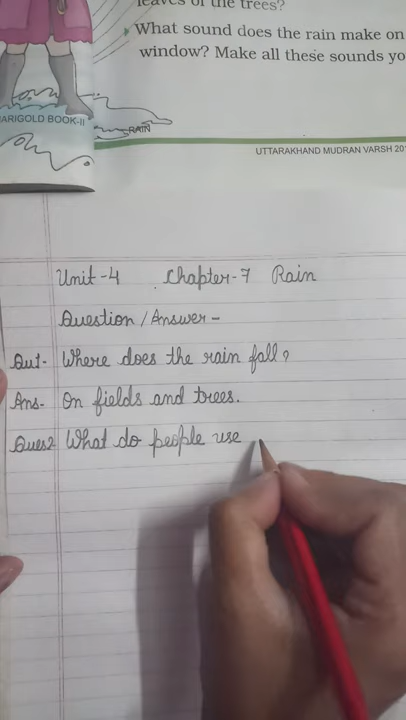 leaves of the trees?
What sound does the rain make on
window? Make all these sounds yo
ARIGOLD BOOK-II
RAIN
UTTARAKHAND MUDRAN VARSH 20
Unit-4 Chapter-7 Rain
Question/Answer-
Qu1- Where does the rain fall?
Ans- On fields and trees.
Ques2 What do people use